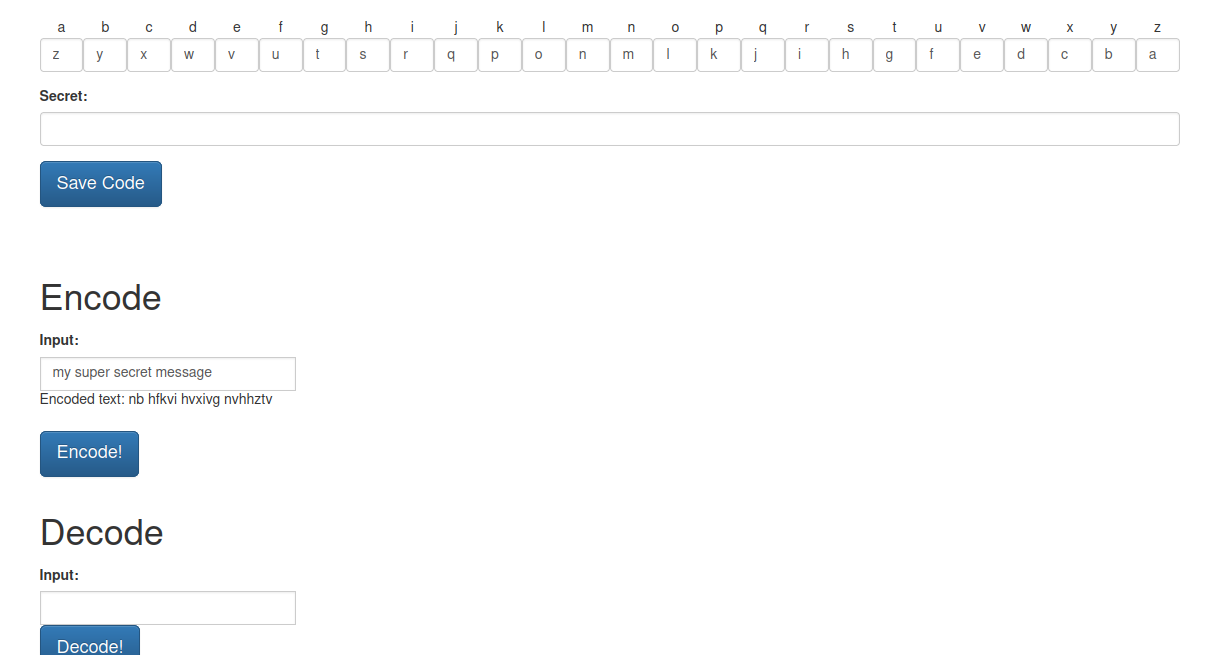 a b c d e f g h i j k l m n o p q r s t u v w x y z
z y x w v u t s r q p o n m l k j i h g f e d c b a
Secret:
Save Code
Encode
Input:
my super secret message
Encoded text: nb hfkvi hvxivg nvhhztv
Encode!
Decode
Input:
Decode!